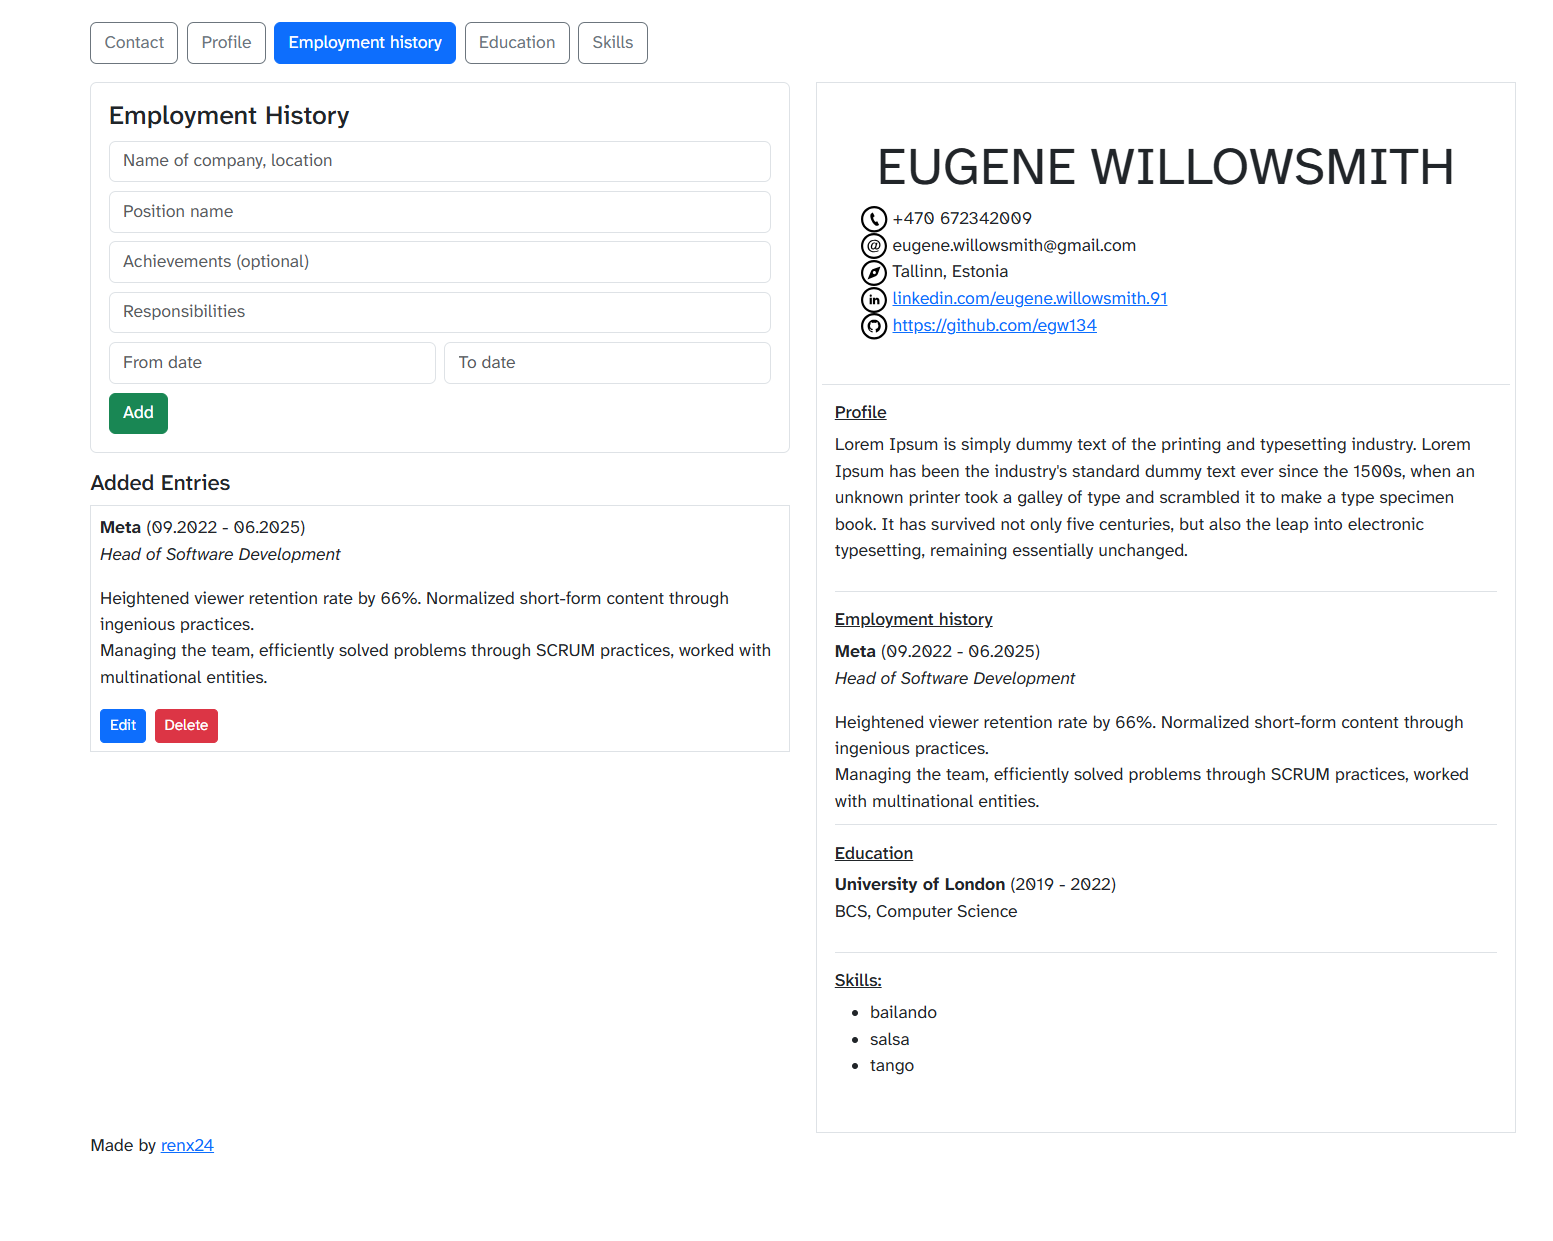 Contact
Profile
Employment history
Education
Skills
Employment History
Name of company, location
Position name
Achievements (optional)
Responsibilities
From date
To date
Add
Added Entries
Meta (09.2022 - 06.2025)
Head of Software Development
Heightened viewer retention rate by 66%. Normalized short-form content through
ingenious practices.
Managing the team, efficiently solved problems through SCRUM practices, worked with
multinational entities.
Edit
Delete
EUGENE WILLOWSMITH
+470 672342009
eugene.willowsmith@gmail.com
Tallinn, Estonia
linkedin.com/eugene.willowsmith.91
https://github.com/egw134
Profile
Lorem Ipsum is simply dummy text of the printing and typesetting industry. Lorem
Ipsum has been the industry's standard dummy text ever since the 1500s, when an
unknown printer took a galley of type and scrambled it to make a type specimen
book. It has survived not only five centuries, but also the leap into electronic
typesetting, remaining essentially unchanged.
Employment history
Meta (09.2022 - 06.2025)
Head of Software Development
Heightened viewer retention rate by 66%. Normalized short-form content through
ingenious practices.
Managing the team, efficiently solved problems through SCRUM practices, worked
with multinational entities.
Education
University of London (2019 - 2022)
BCS, Computer Science
Skills:
bailando
salsa
tango
Made by renx24